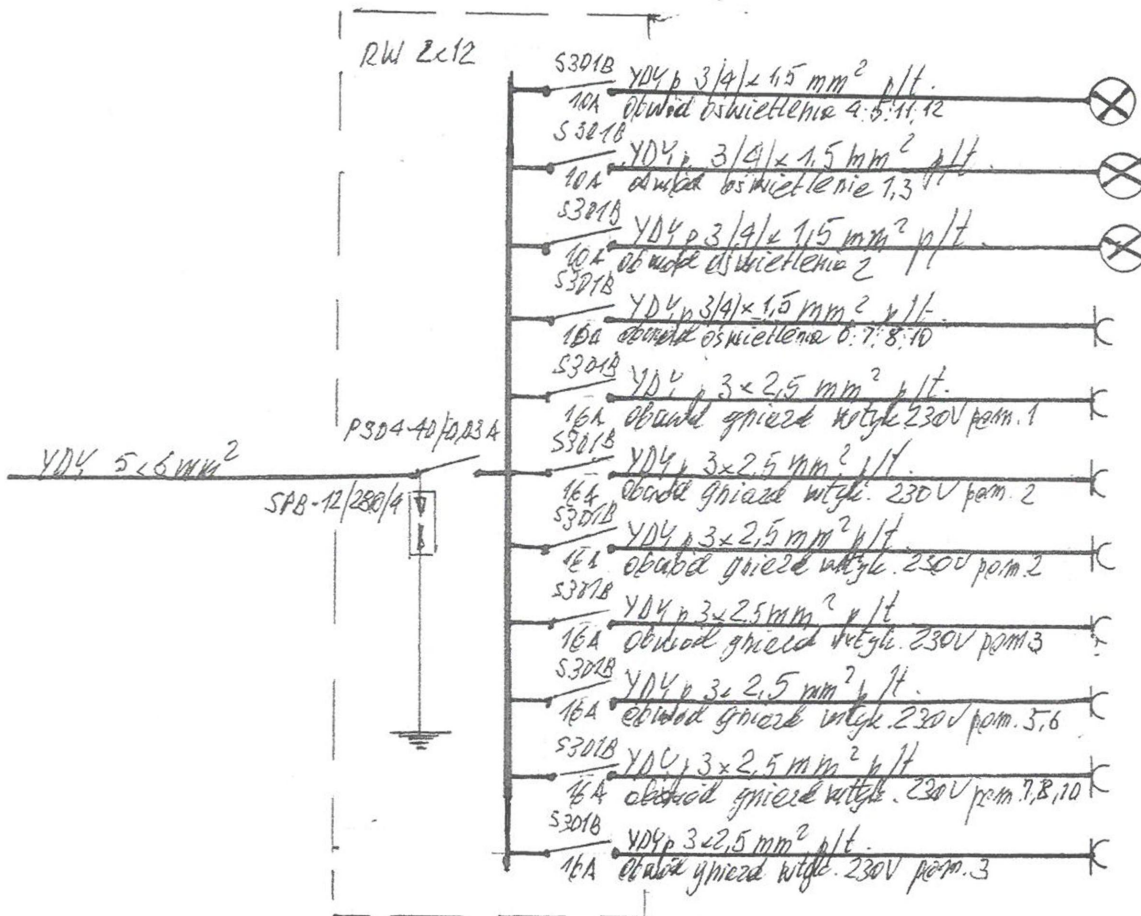 RW 2x12
S301B YDYp 3/4/x 1,5 mm² p/t.
10A obwód oświetlenia 4,5,11,12
S301B YDYp 3/4/x 1,5 mm² p/t.
10A obwód oświetlenie 1,3
S301B YDYp 3/4/x 1,5 mm² p/t.
10A obwód oświetlenia 2
S301B YDYp 3/4/x 1,5 mm² p/t.
10A obwód oświetlenia 6,7,8,10
S301B YDYp 3x2,5 mm² p/t.
16A obwód gniazd wtyk. 230V pom. 1
P304-40/0,03A
YDY 5x6 mm²
SPB-12/280/4
S301B YDYp 3x2,5 mm² p/t.
16A obwód gniazd wtyk. 230V pom. 2
S301B YDYp 3x2,5 mm² p/t
16A obwód gniazd wtyk. 230V pom. 2
S301B YDYp 3x2,5 mm² p/t
16A obwód gniazd wtyk. 230V pom 3
S301B YDYp 3x2,5 mm² p/t.
16A obwód gniazd wtyk. 230V pom. 5,6
S301B YDYp 3x2,5 mm² p/t
16A obwód gniazd wtyk. 230V pom. 7,8,10
S301B YDYp 3x2,5 mm² p/t.
16A obwód gniazd wtyk. 230V pom. 3